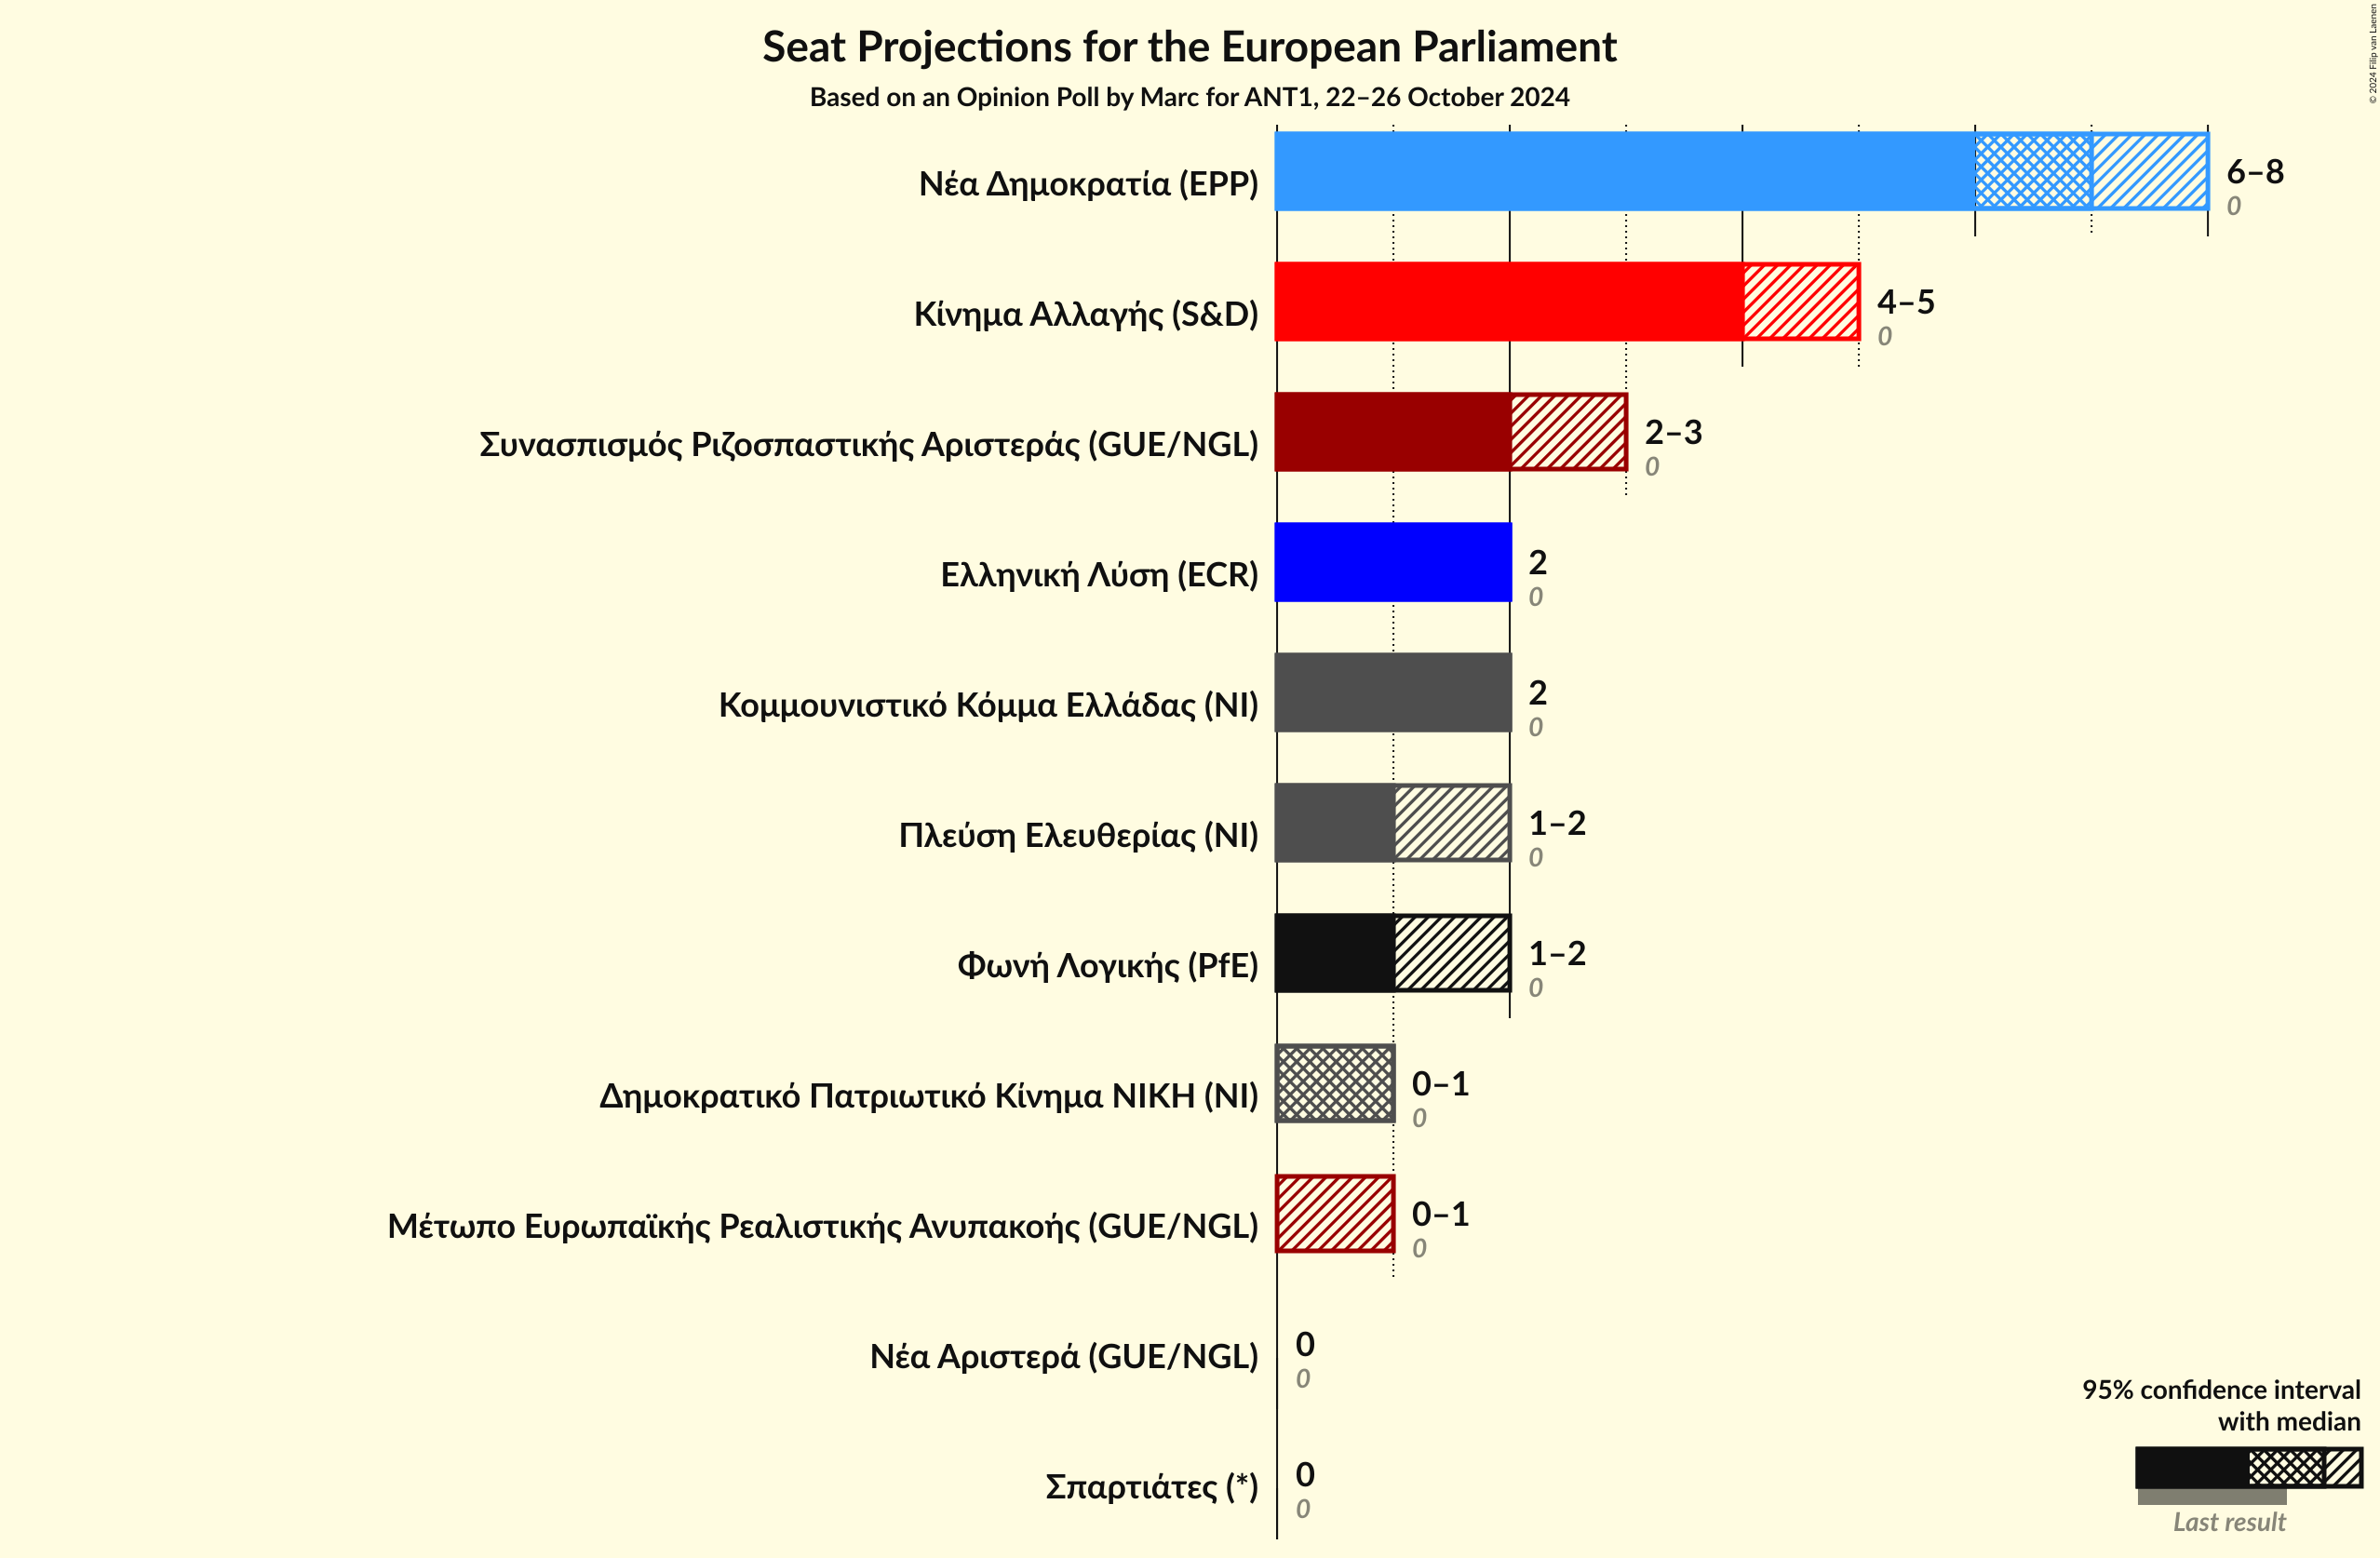 Seat Projections for the European Parliament
Based on an Opinion Poll by Marc for ANT1, 22–26 October 2024
© 2024 Filip van Laenen
Νέα Δημοκρατία (EPP)
6–8
0
Κίνημα Αλλαγής (S&D)
4–5
0
Συνασπισμός Ριζοσπαστικής Αριστεράς (GUE/NGL)
2–3
0
Ελληνική Λύση (ECR)
2
0
Κομμουνιστικό Κόμμα Ελλάδας (NI)
2
0
Πλεύση Ελευθερίας (NI)
1–2
0
Φωνή Λογικής (PfE)
1–2
0
Δημοκρατικό Πατριωτικό Κίνημα ΝΙΚΗ (NI)
0–1
0
Μέτωπο Ευρωπαϊκής Ρεαλιστικής Ανυπακοής (GUE/NGL)
0–1
0
Νέα Αριστερά (GUE/NGL)
0
0
Σπαρτιάτες (*)
0
0
95% confidence interval
with median
Last result